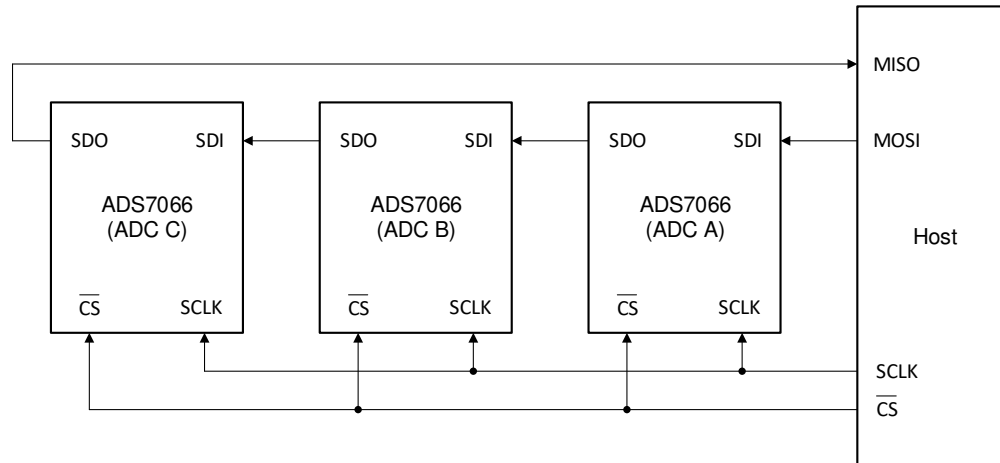 MISO
SDO SDI SDO SDI SDO SDI MOSI
ADS7066 ADS7066 ADS7066
(ADC C) (ADC B) (ADC A)
Host
CS SCLK CS SCLK CS SCLK
SCLK
CS